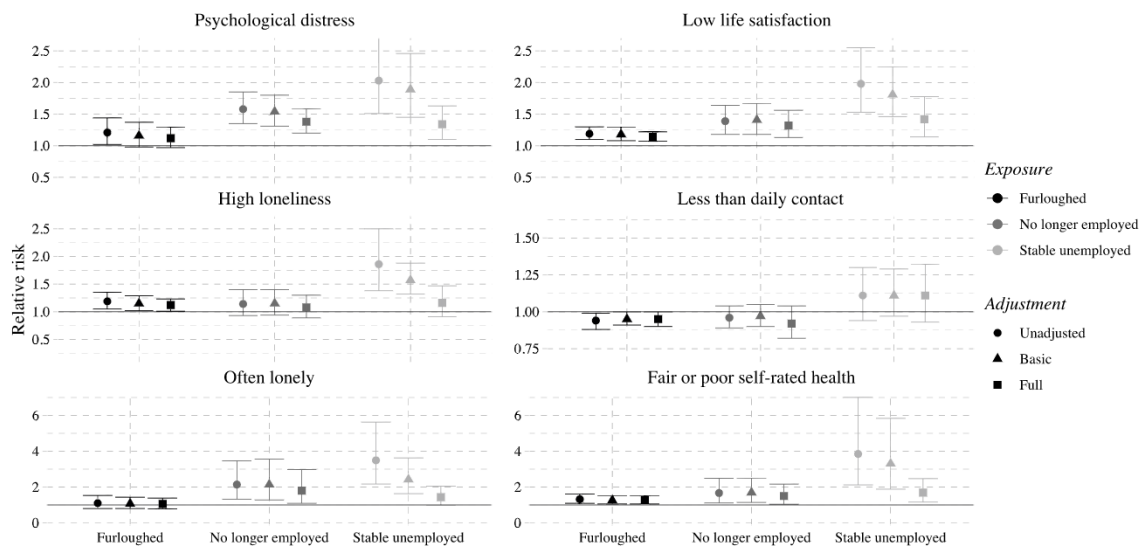 Psychological distress
Low life satisfaction
2.5
2.0
1.5
1.0
0.5
2.5
2.0
1.5
1.0
0.5
High loneliness
Less than daily contact
2.5
2.0
1.5
1.0
0.5
1.50
1.25
1.00
0.75
Often lonely
Fair or poor self-rated health
6
4
2
0
6
4
2
0
Relative risk
Furloughed
No longer employed
Stable unemployed
Furloughed
No longer employed
Stable unemployed
Exposure
Furloughed
No longer employed
Stable unemployed
Adjustment
Unadjusted
Basic
Full